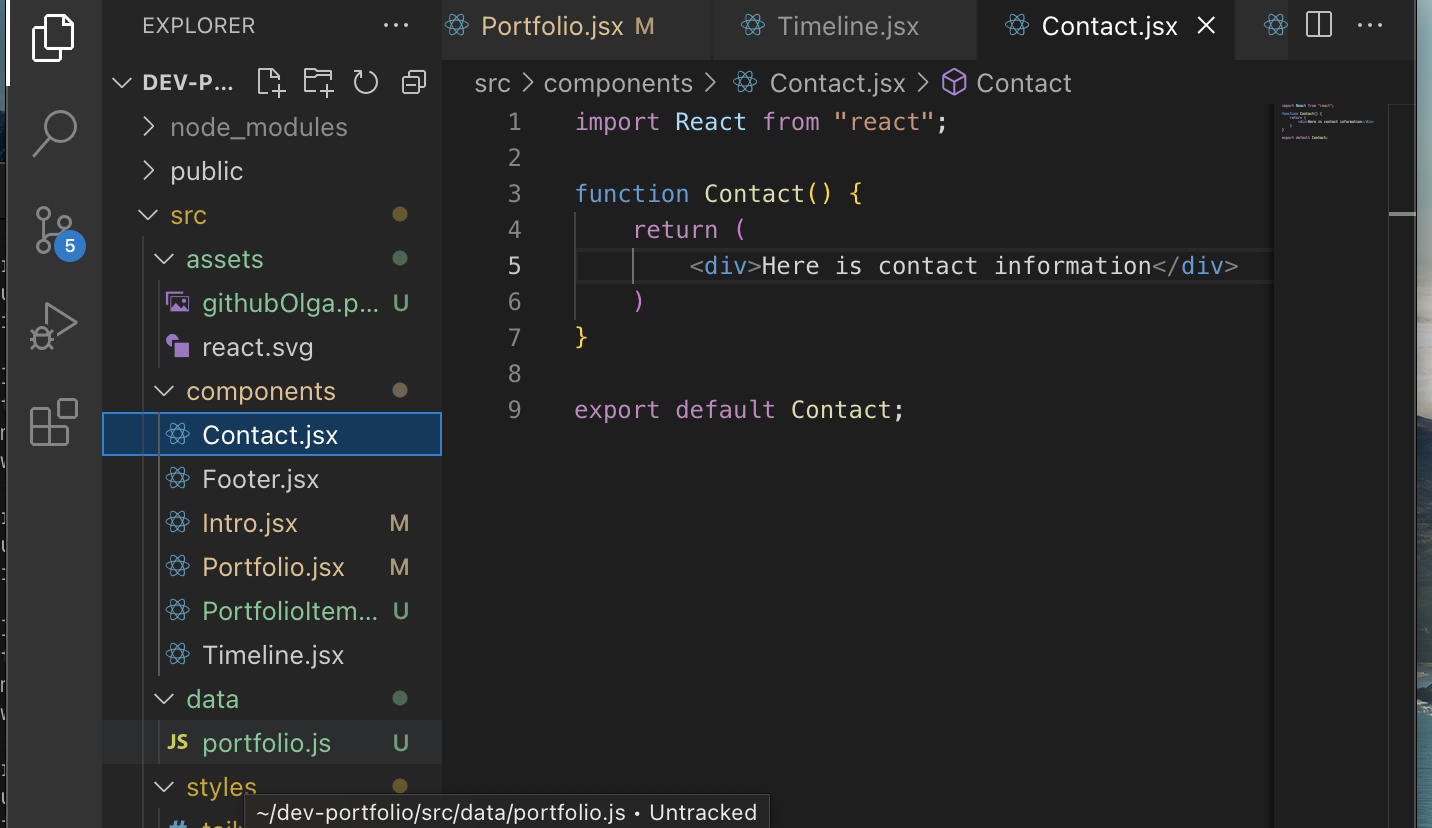 EXPLORER
DEV-P...
node_modules
public
src
assets
githubOlga.p... U
react.svg
components
Contact.jsx
Footer.jsx
Intro.jsx M
Portfolio.jsx M
PortfolioItem... U
Timeline.jsx
data
JS portfolio.js U
styles
5
Portfolio.jsx M
Timeline.jsx
Contact.jsx
src > components > Contact.jsx > Contact
1 import React from "react";
2
3 function Contact() {
4 return (
5 <div>Here is contact information</div>
6 )
7 }
8
9 export default Contact;
~/dev-portfolio/src/data/portfolio.js • Untracked